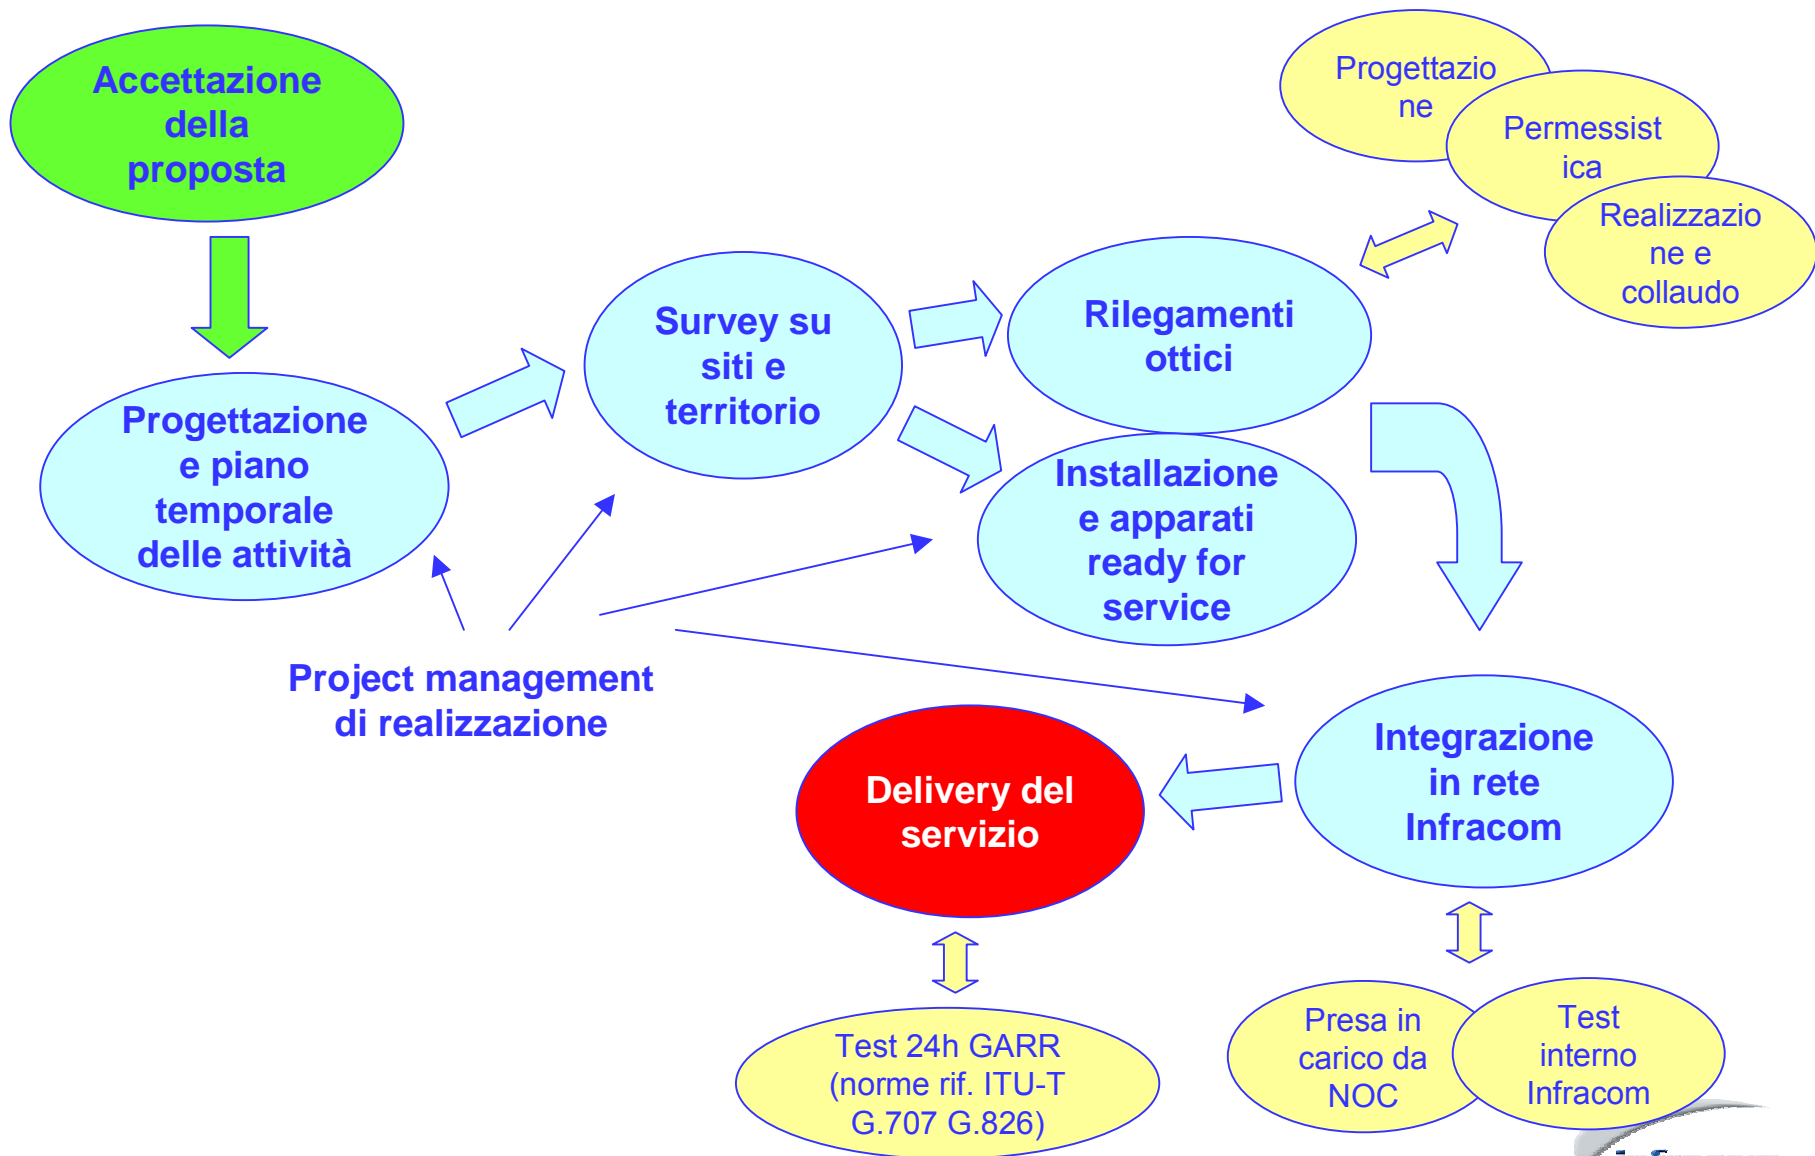 Accettazione
della
proposta
Progettazio
ne
Permessist
ica
Realizzazio
ne e
collaudo
Survey su
siti e
territorio
Rilegamenti
ottici
Progettazione
e piano
temporale
delle attività
Installazione
e apparati
ready for
service
Project management
di realizzazione
Integrazione
in rete
Infracom
Delivery del
servizio
Test 24h GARR
(norme rif. ITU-T
G.707 G.826)
Presa in
carico da
NOC
Test
interno
Infracom